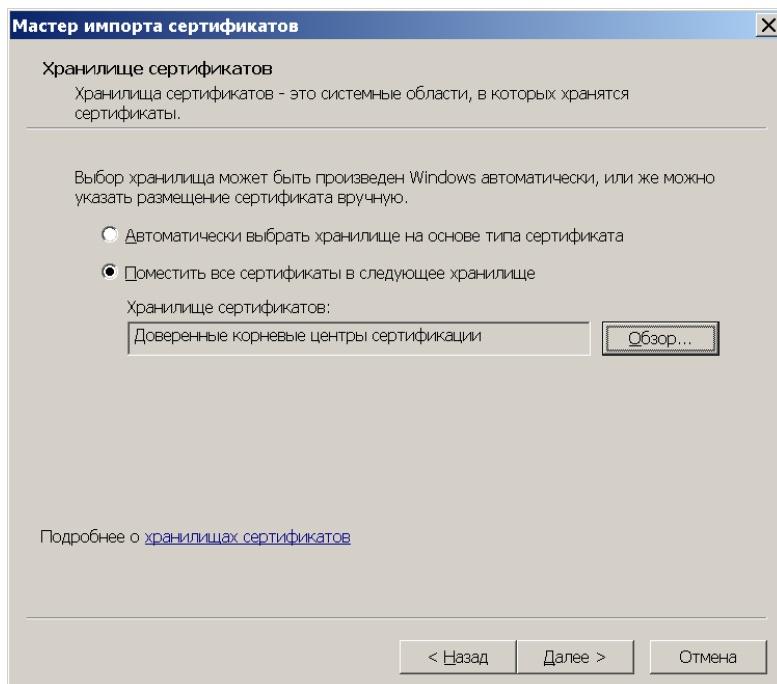 Мастер импорта сертификатов
Хранилище сертификатов
Хранилища сертификатов - это системные области, в которых хранятся
сертификаты.
Выбор хранилища может быть произведен Windows автоматически, или же можно
указать размещение сертификата вручную.
Автоматически выбрать хранилище на основе типа сертификата
Поместить все сертификаты в следующее хранилище
Хранилище сертификатов:
Доверенные корневые центры сертификации
Обзор...
Подробнее о хранилищах сертификатов
< Назад
Далее >
Отмена